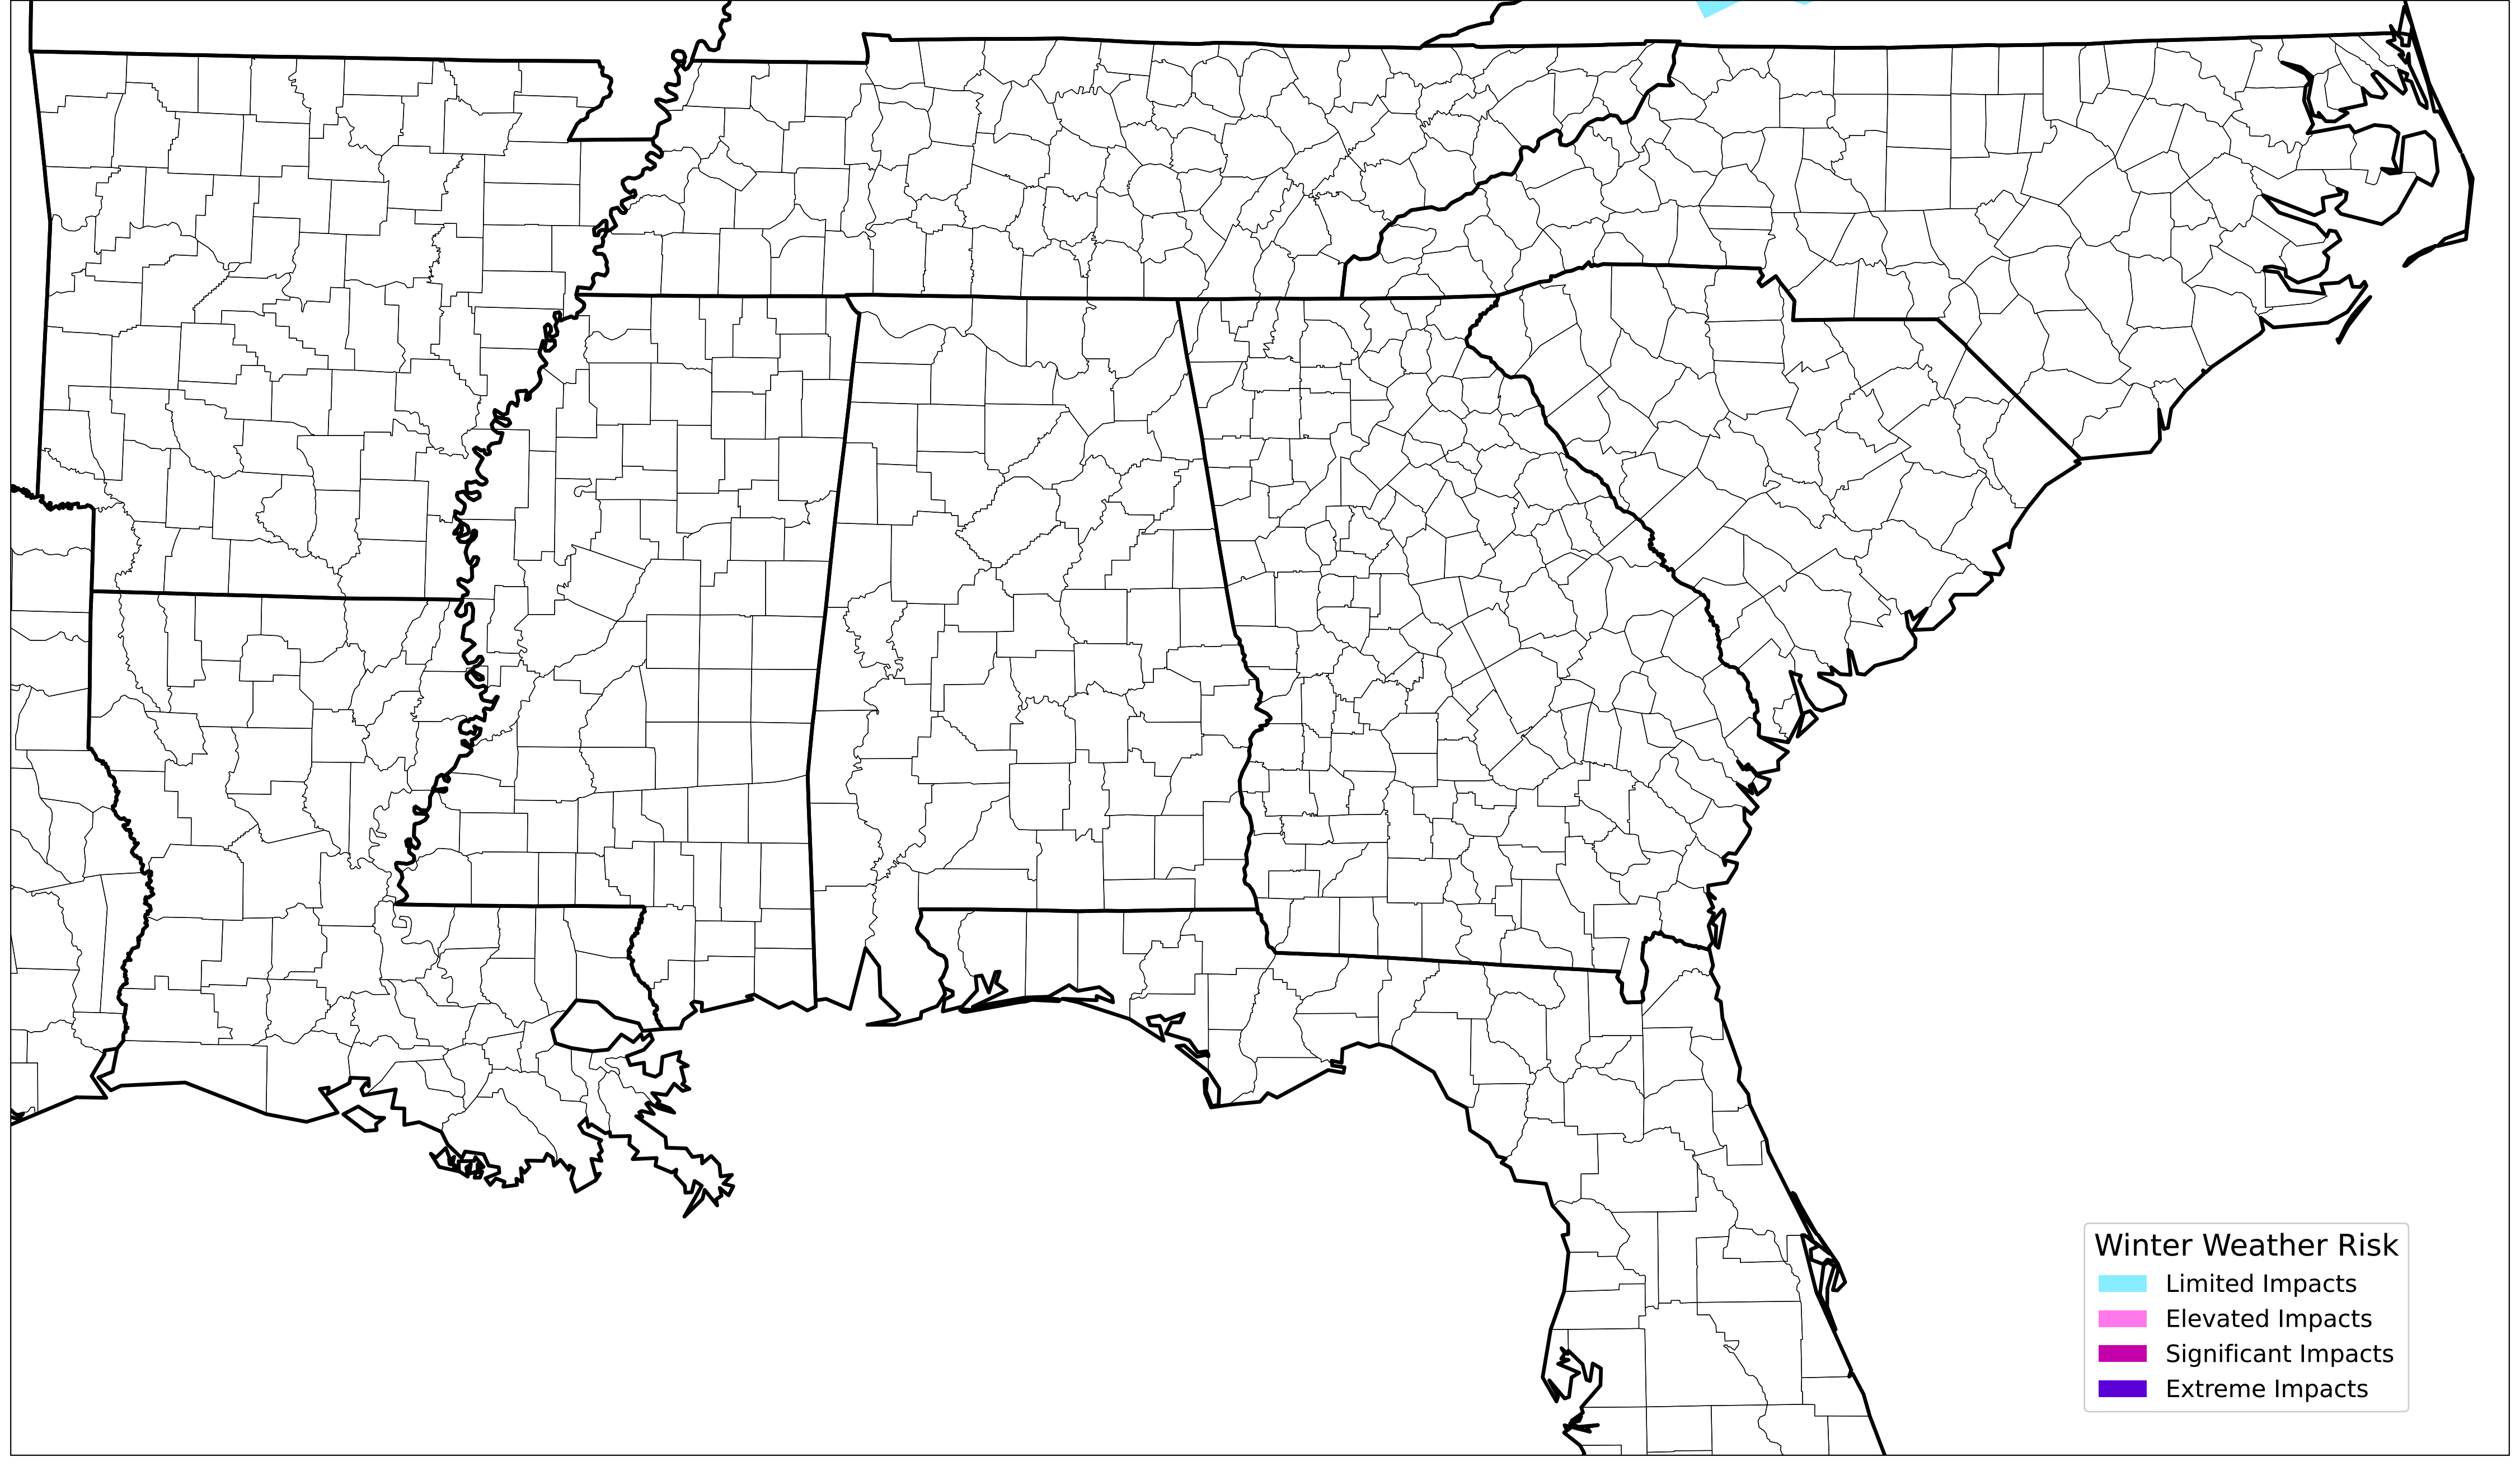 Winter Weather Risk
Limited Impacts
Elevated Impacts
Significant Impacts
Extreme Impacts